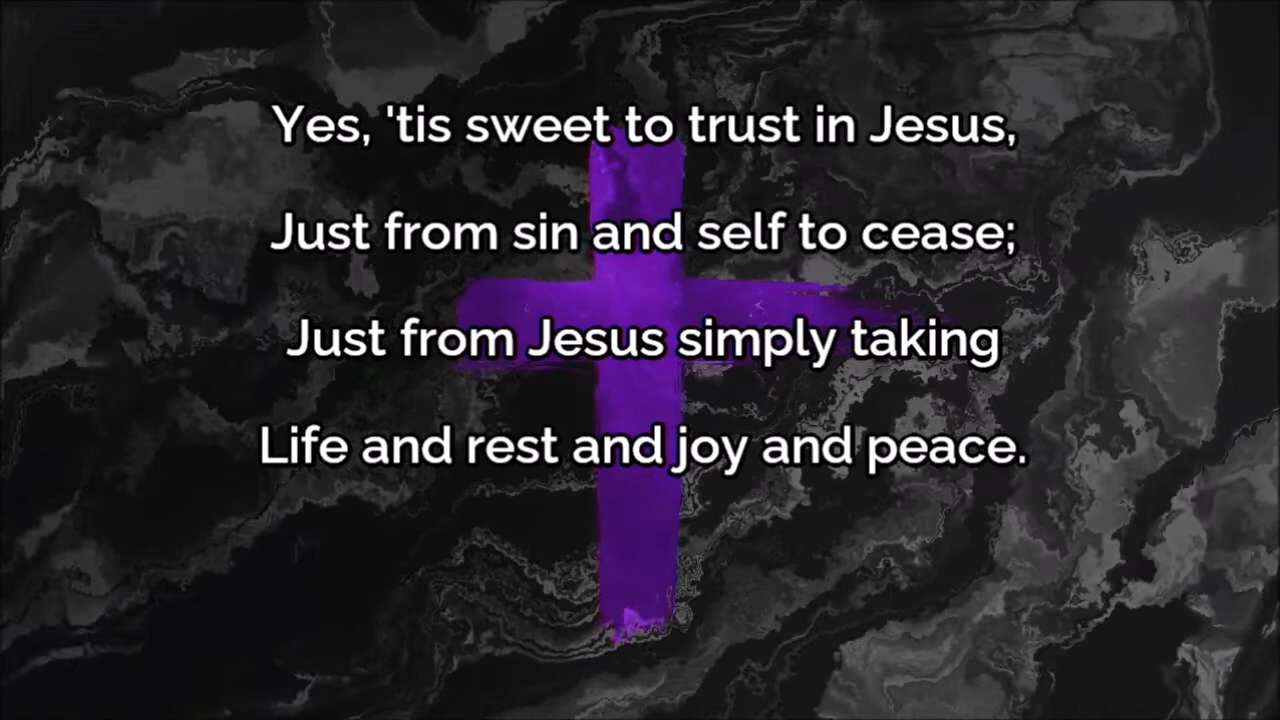 Yes, 'tis sweet to trust in Jesus,
Just from sin and self to cease;
Just from Jesus simply taking
Life and rest and joy and peace.